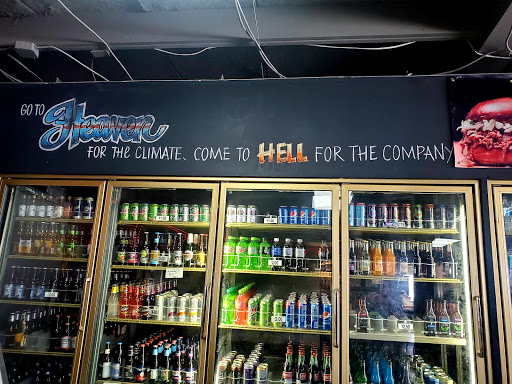 GO TO Heaven
FOR THE CLIMATE. COME TO HELL FOR THE COMPANY